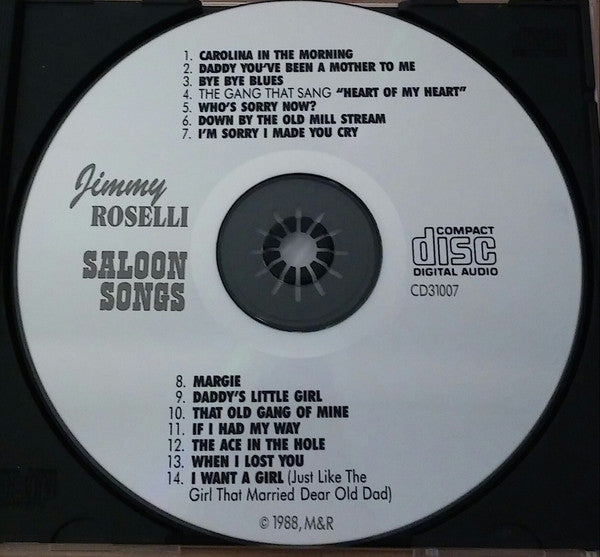 1. CAROLINA IN THE MORNING
2. DADDY YOU'VE BEEN A MOTHER TO ME
3. BYE BYE BLUES
4. THE GANG THAT SANG "HEART OF MY HEART"
5. WHO'S SORRY NOW?
6. DOWN BY THE OLD MILL STREAM
7. I'M SORRY I MADE YOU CRY
Jimmy
ROSELLI
SALOON
SONGS
COMPACT
disc
DIGITAL AUDIO
CD31007
8. MARGIE
9. DADDY'S LITTLE GIRL
10. THAT OLD GANG OF MINE
11. IF I HAD MY WAY
12. THE ACE IN THE HOLE
13. WHEN I LOST YOU
14. I WANT A GIRL (Just Like The
Girl That Married Dear Old Dad)
© 1988, M&R